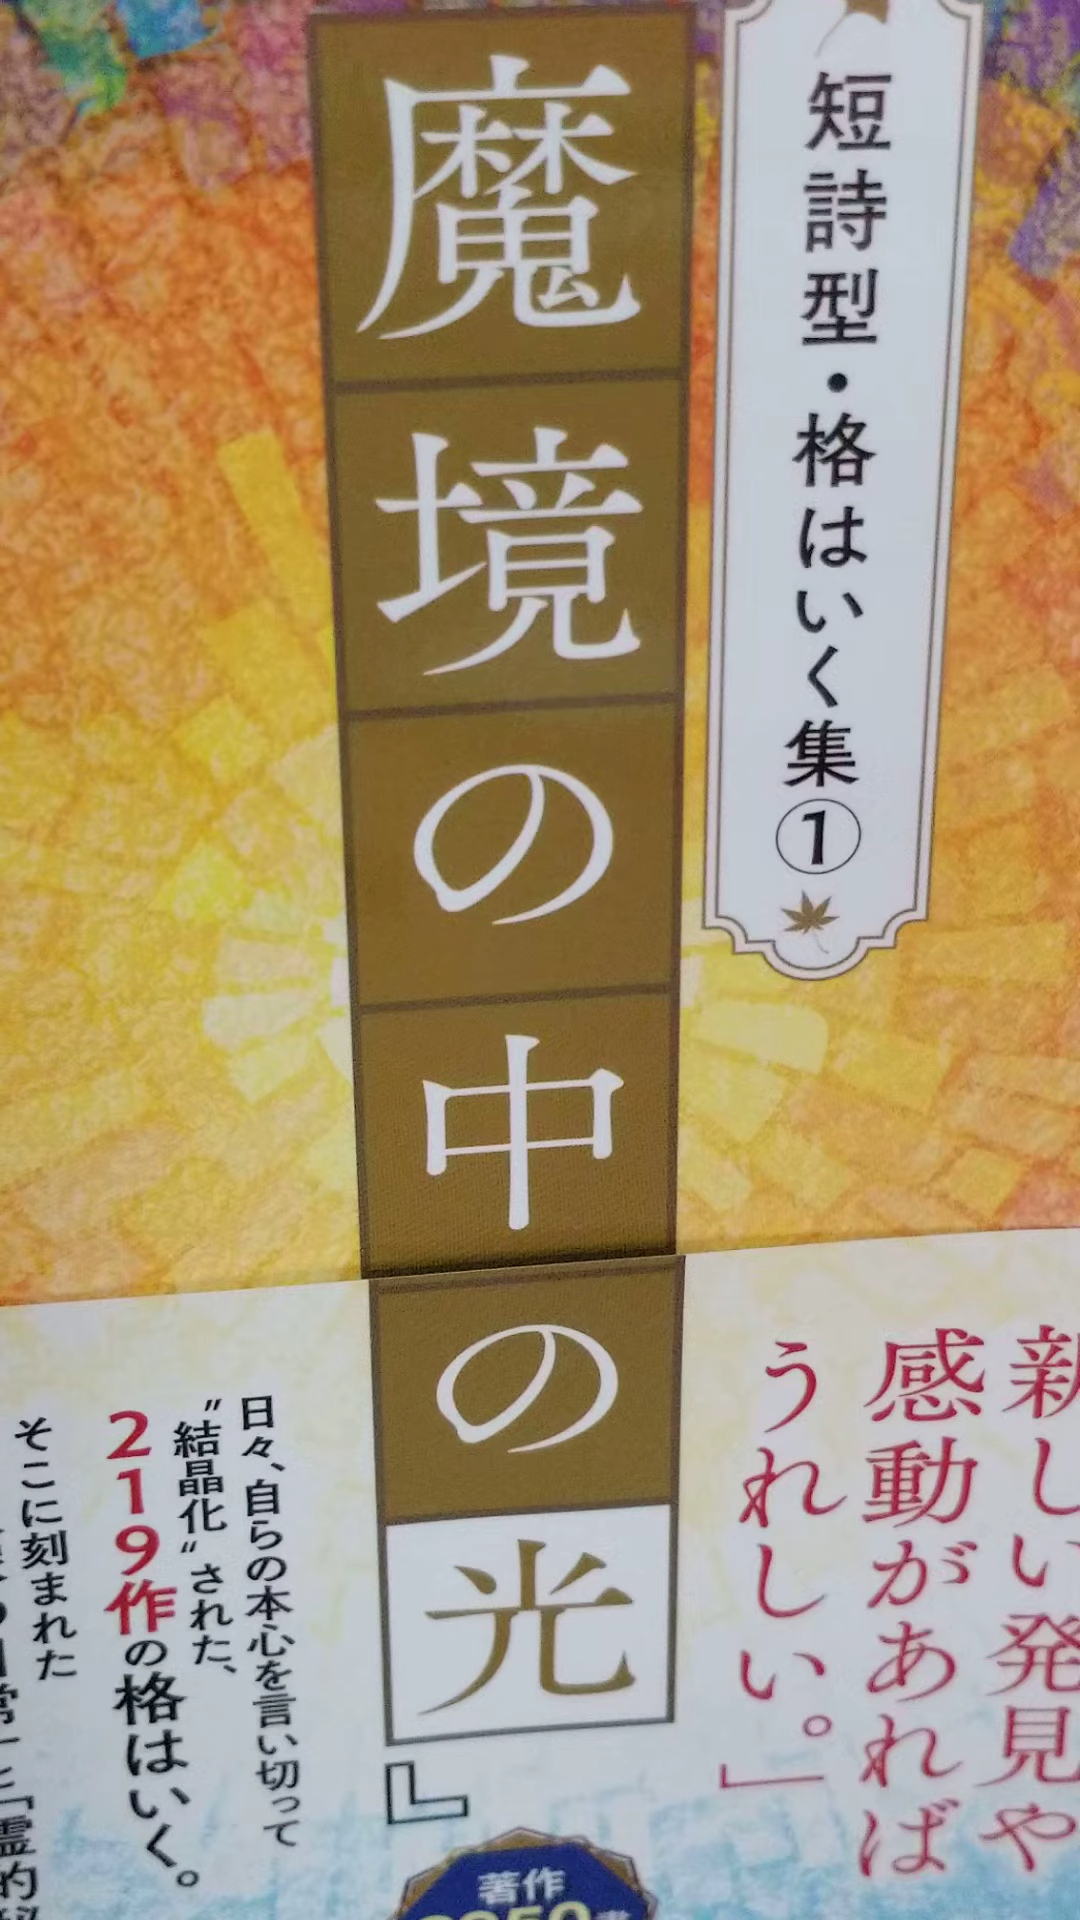 短詩型・格はいく集①
魔境の中の光
新しい発見や
感動があれば
うれしい。」
』
日々、自らの本心を言い切って
〝結晶化〟された、
219作の格はいく。
そこに刻まれた
著作